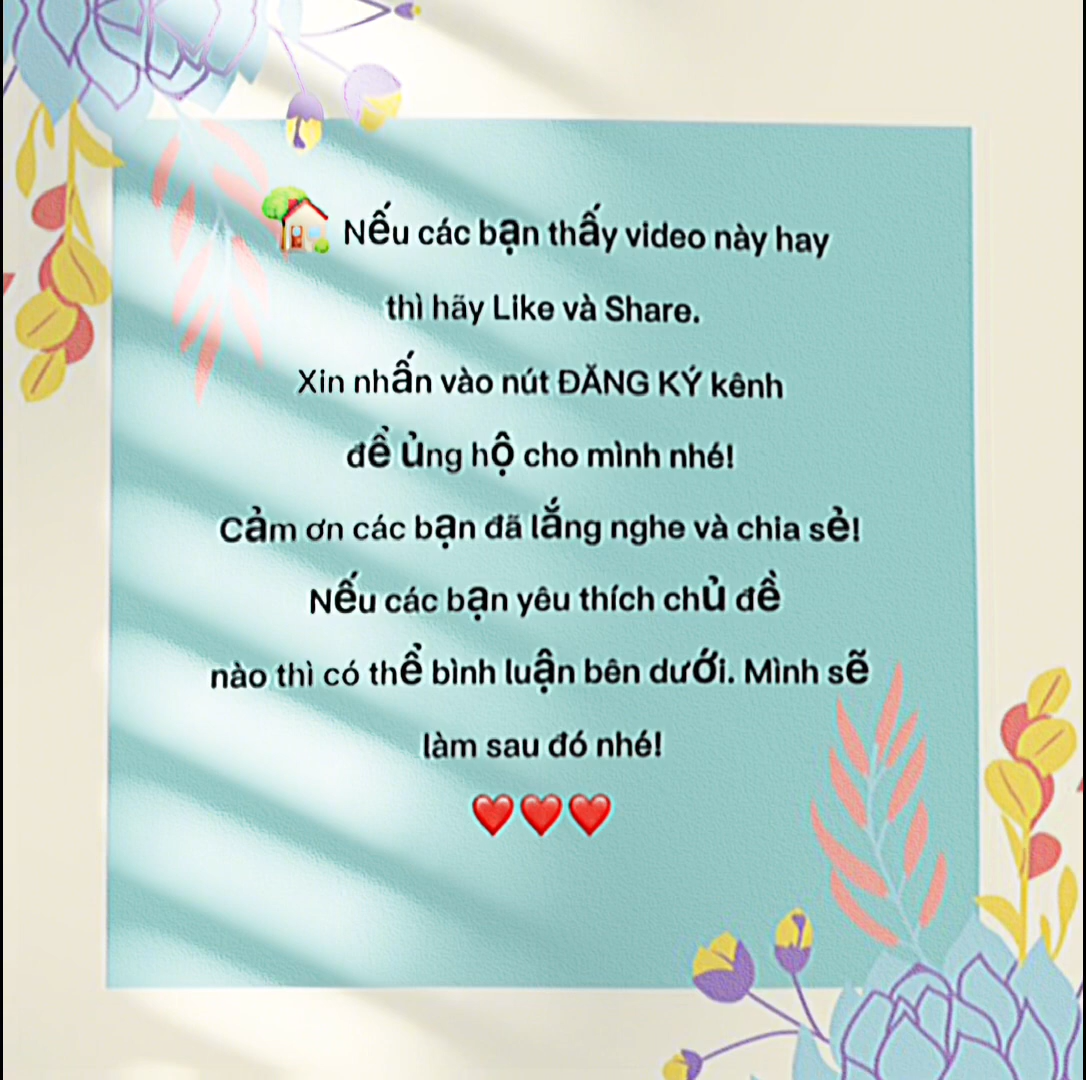 Nếu các bạn thấy video này hay
thì hãy Like và Share.
Xin nhấn vào nút ĐĂNG KÝ kênh
để ủng hộ cho mình nhé!
Cảm ơn các bạn đã lắng nghe và chia sẻ!
Nếu các bạn yêu thích chủ đề
nào thì có thể bình luận bên dưới. Mình sẽ
làm sau đó nhé!